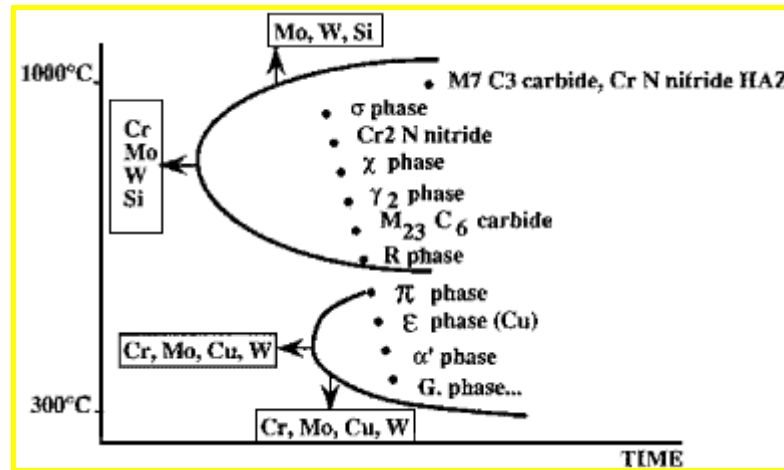 Mo, W, Si
1000°C
M7 C3 carbide, Cr N nitride HAZ
σ phase
Cr2 N nitride
χ phase
γ2 phase
M23 C6 carbide
R phase
Cr
Mo
W
Si
π phase
ε phase (Cu)
α' phase
G. phase...
Cr, Mo, Cu, W
300°C
Cr, Mo, Cu, W
TIME